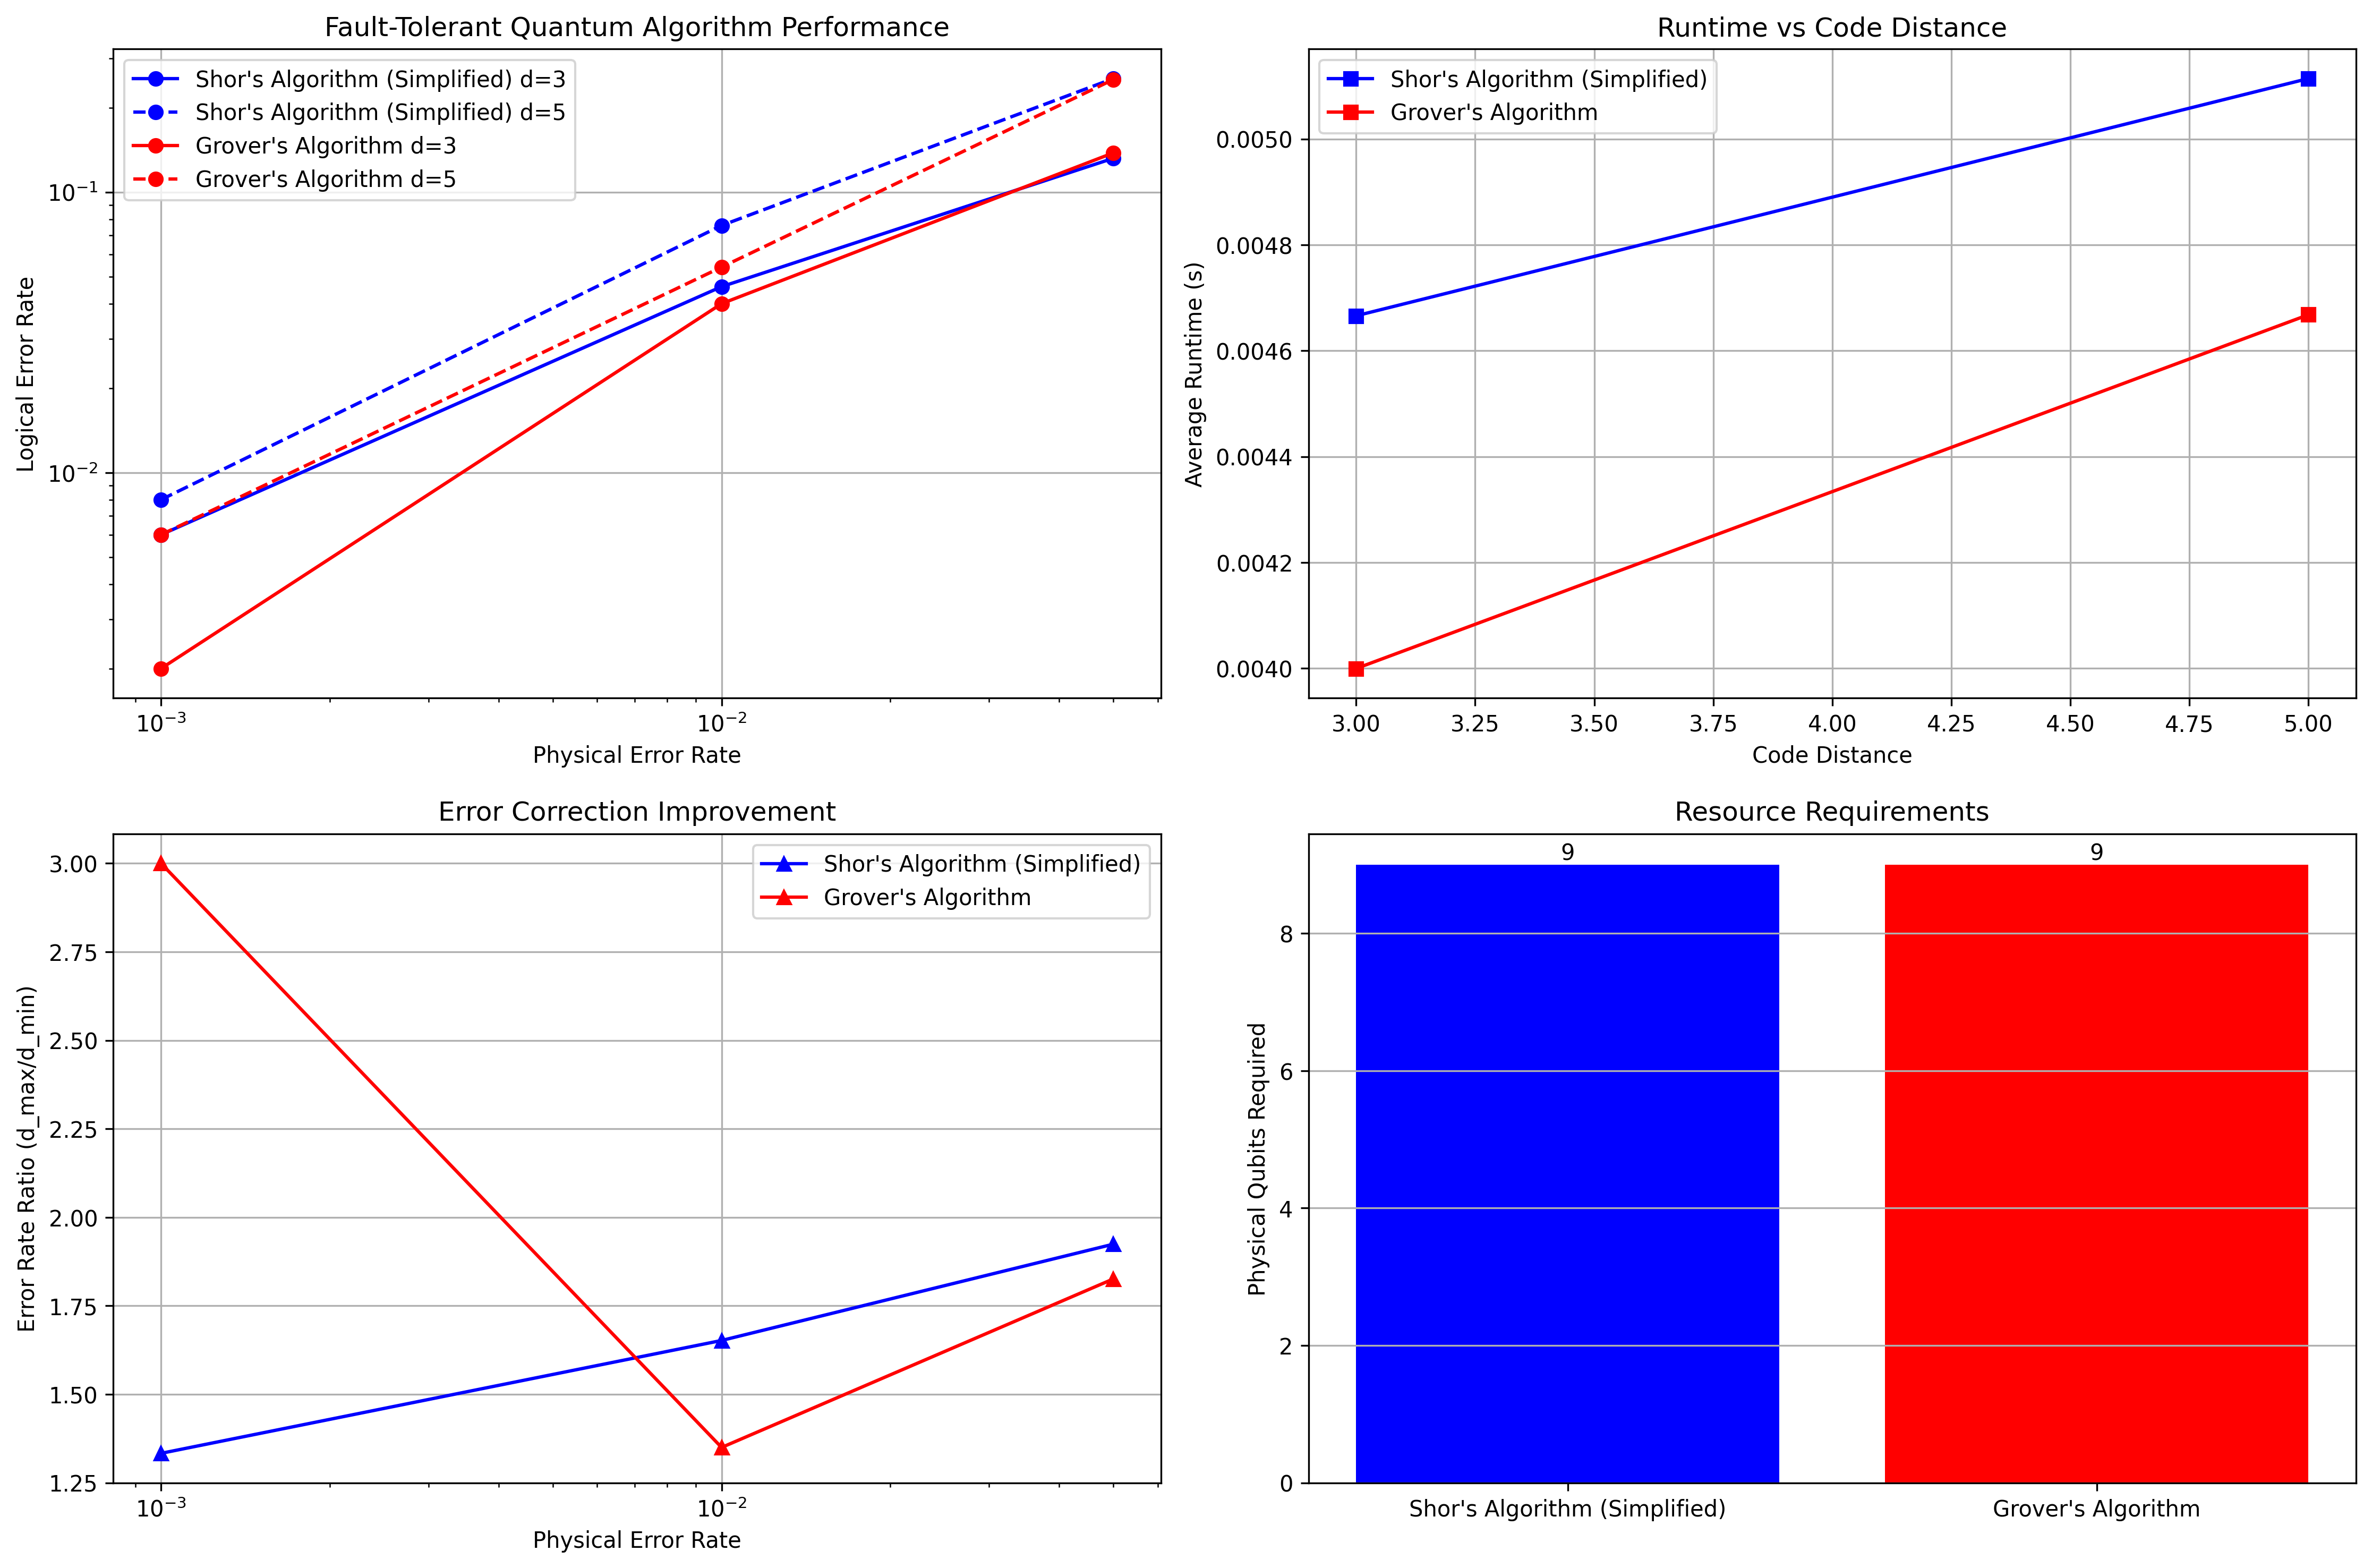 Fault-Tolerant Quantum Algorithm Performance
Shor's Algorithm (Simplified) d=3
Shor's Algorithm (Simplified) d=5
Grover's Algorithm d=3
Grover's Algorithm d=5
Logical Error Rate
10⁻¹
10⁻²
10⁻³
10⁻²
Physical Error Rate
Runtime vs Code Distance
Shor's Algorithm (Simplified)
Grover's Algorithm
Average Runtime (s)
0.0050
0.0048
0.0046
0.0044
0.0042
0.0040
3.00 3.25 3.50 3.75 4.00 4.25 4.50 4.75 5.00
Code Distance
Error Correction Improvement
Shor's Algorithm (Simplified)
Grover's Algorithm
Error Rate Ratio (d_max/d_min)
3.00
2.75
2.50
2.25
2.00
1.75
1.50
1.25
10⁻³
10⁻²
Physical Error Rate
Resource Requirements
9
9
Physical Qubits Required
8
6
4
2
0
Shor's Algorithm (Simplified)
Grover's Algorithm